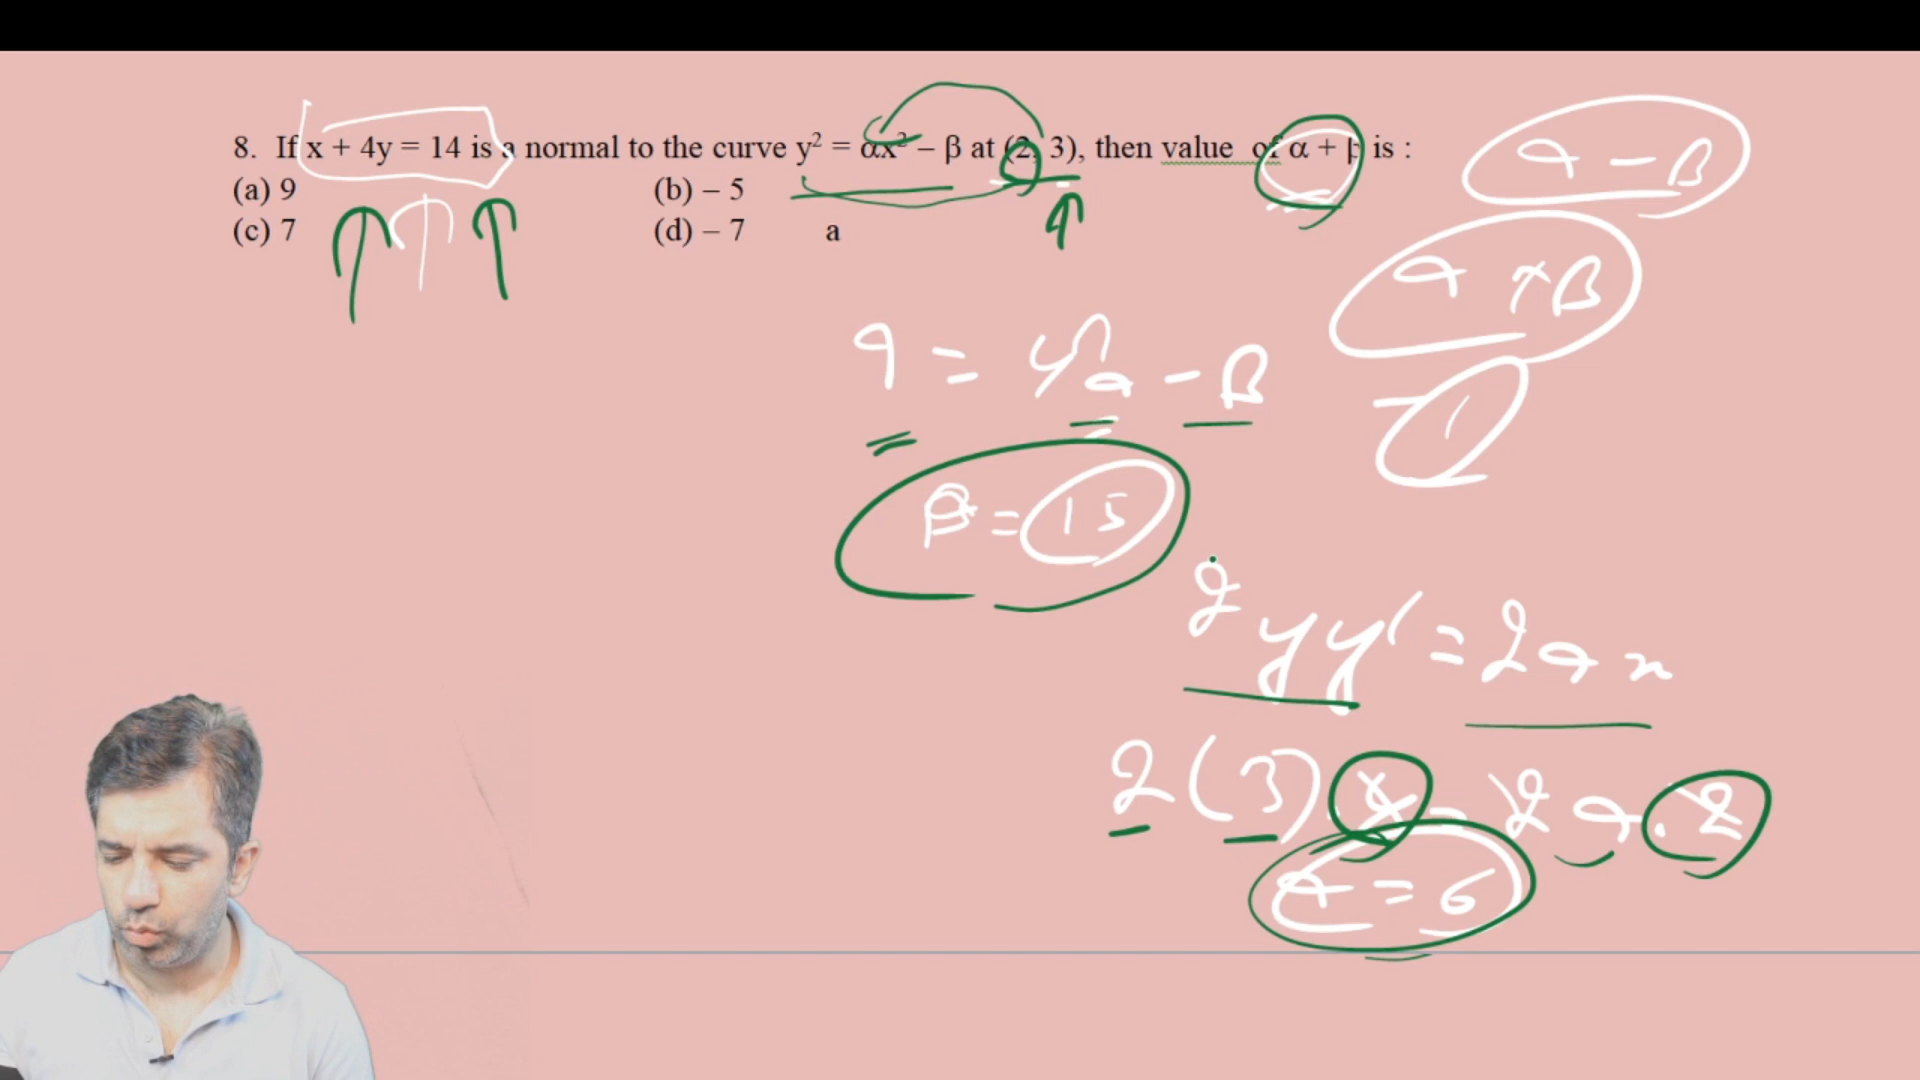 8. If x + 4y = 14 is a normal to the curve y² = αx² – β at (2, 3), then value of α + β is :
(a) 9 (b) – 5
(c) 7 (d) – 7 a
α – β
α × β
9 = 4α – β
β = 15
2yy' = 2αx
2(3).4 = 2α.2
α = 6